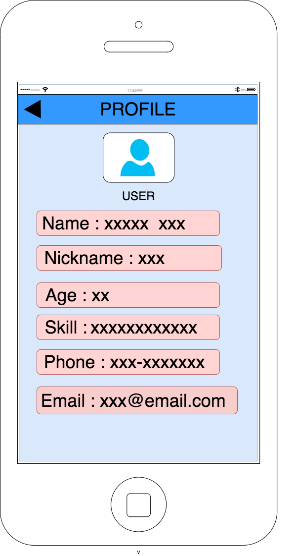 PROFILE
USER
Name : xxxxx  xxx
Nickname : xxx
Age : xx
Skill : xxxxxxxxxxxx
Phone : xxx-xxxxxxx
Email : xxx@email.com